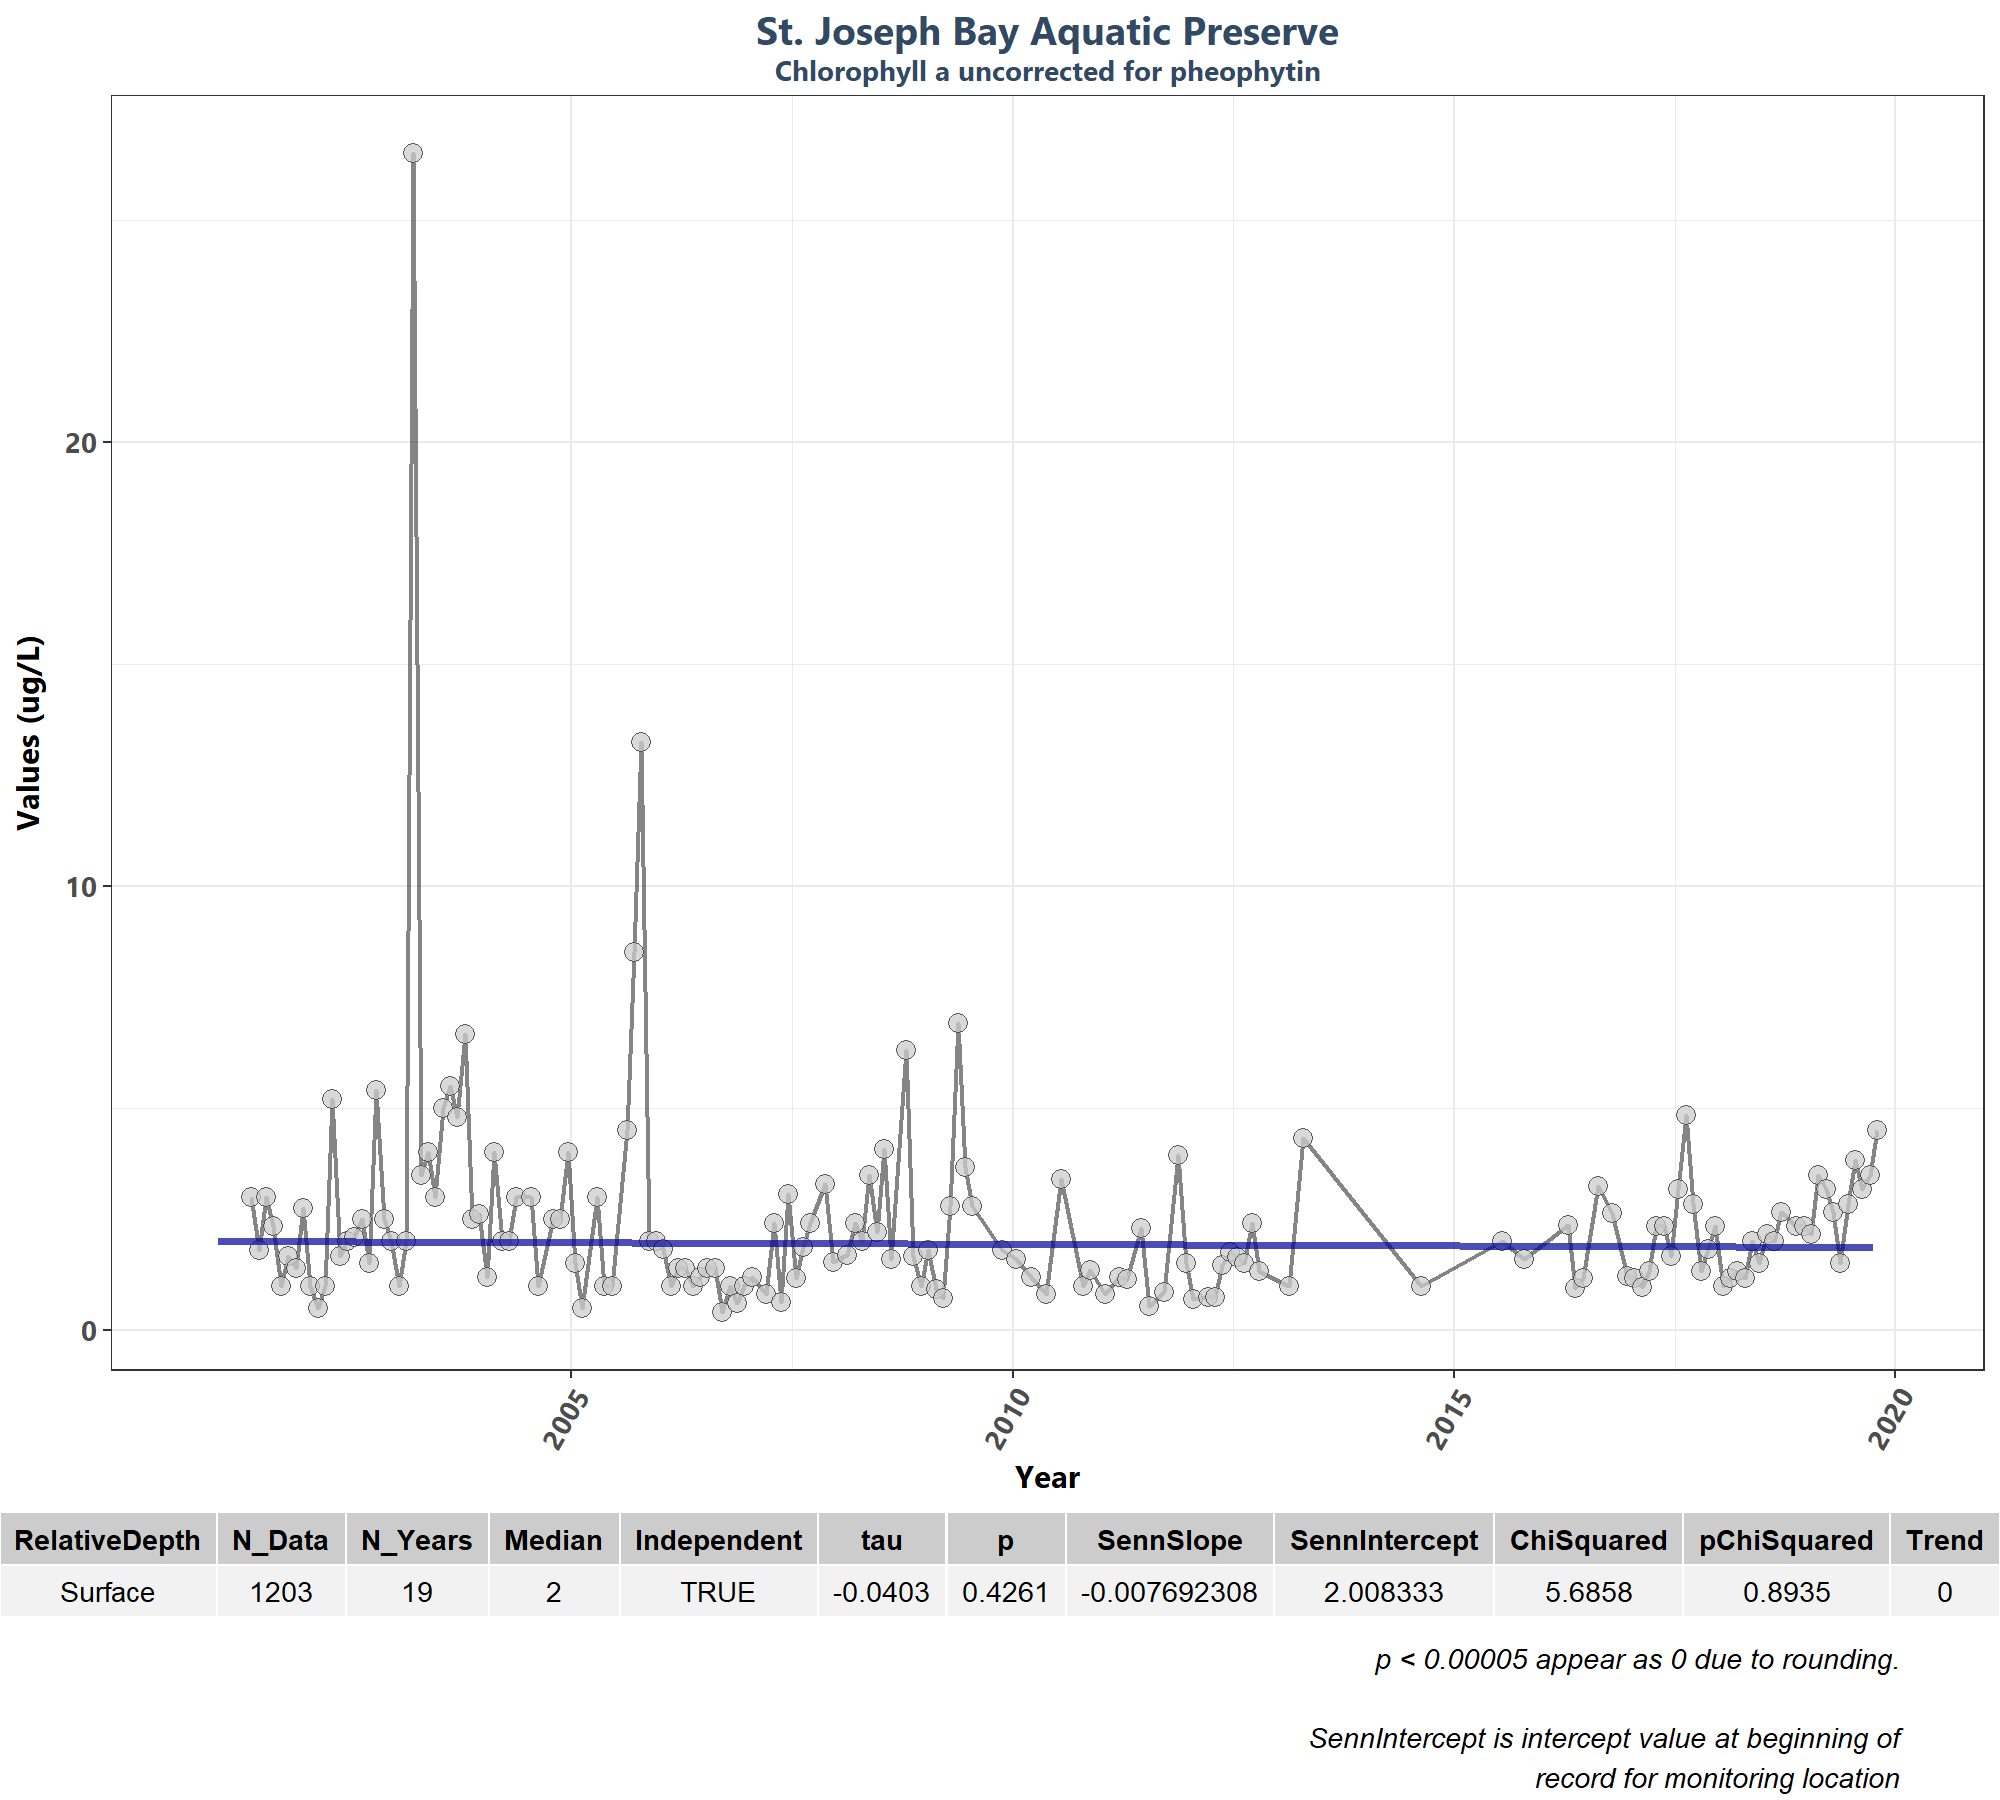 St. Joseph Bay Aquatic Preserve
Chlorophyll a uncorrected for pheophytin
Values (ug/L)
20
10
0
2005 2010 2015 2020
Year
RelativeDepth N_Data N_Years Median Independent tau p SennSlope SennIntercept ChiSquared pChiSquared Trend
Surface 1203 19 2 TRUE -0.0403 0.4261 -0.007692308 2.008333 5.6858 0.8935 0
p < 0.00005 appear as 0 due to rounding.
SennIntercept is intercept value at beginning of
record for monitoring location